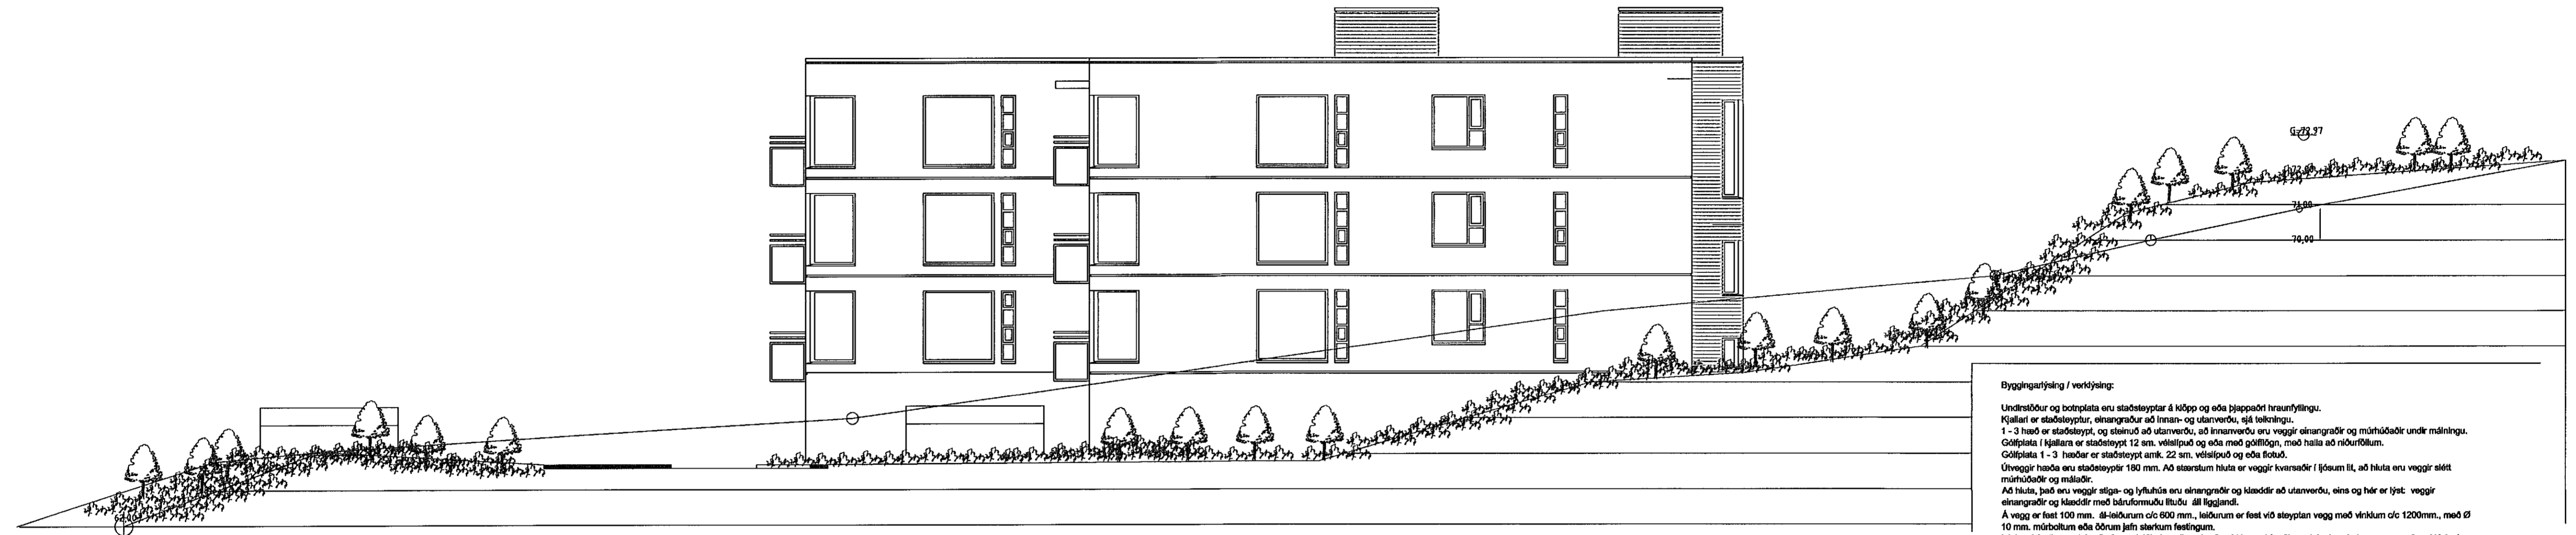 G=72.97
71.00
70.00
Byggingarlýsing / verklýsing:
Undirstöður og botnplata eru staðsteyptar á klöpp og eða þjappaðri hraunfyllingu.
Kjallari er staðsteyptur, einangraður að innan- og utanverðu, sjá teikningu.
1 - 3 hæð er staðsteypt, og steinuð að utanverðu, að innanverðu eru veggir einangraðir og múrhúðaðir undir málningu.
Gólfplata í kjallara er staðsteypt 12 sm. vélslípuð og eða með gólfílögn, með halla að niðurföllum.
Gólfplata 1 - 3 hæðar er staðsteypt amk. 22 sm. vélslípuð og eða flotuð.
Útveggir hæða eru staðsteyptir 180 mm. Að stærstum hluta er veggir kvarsaðir í ljósum lit, að hluta eru veggir slétt
múrhúðaðir og málaðir.
Að hluta, það eru veggir stiga- og lyftuhús eru einangraðir og klæddir að utanverðu, eins og hér er lýst: veggir
einangraðir og klæddir með báruformuðu lituðu áli liggjandi.
Á vegg er fest 100 mm. ál-leiðurum c/c 600 mm., leiðurum er fest við steyptan vegg með vinklum c/c 1200mm., með Ø
10 mm. múrboltum eða öðrum jafn sterkum festingum.